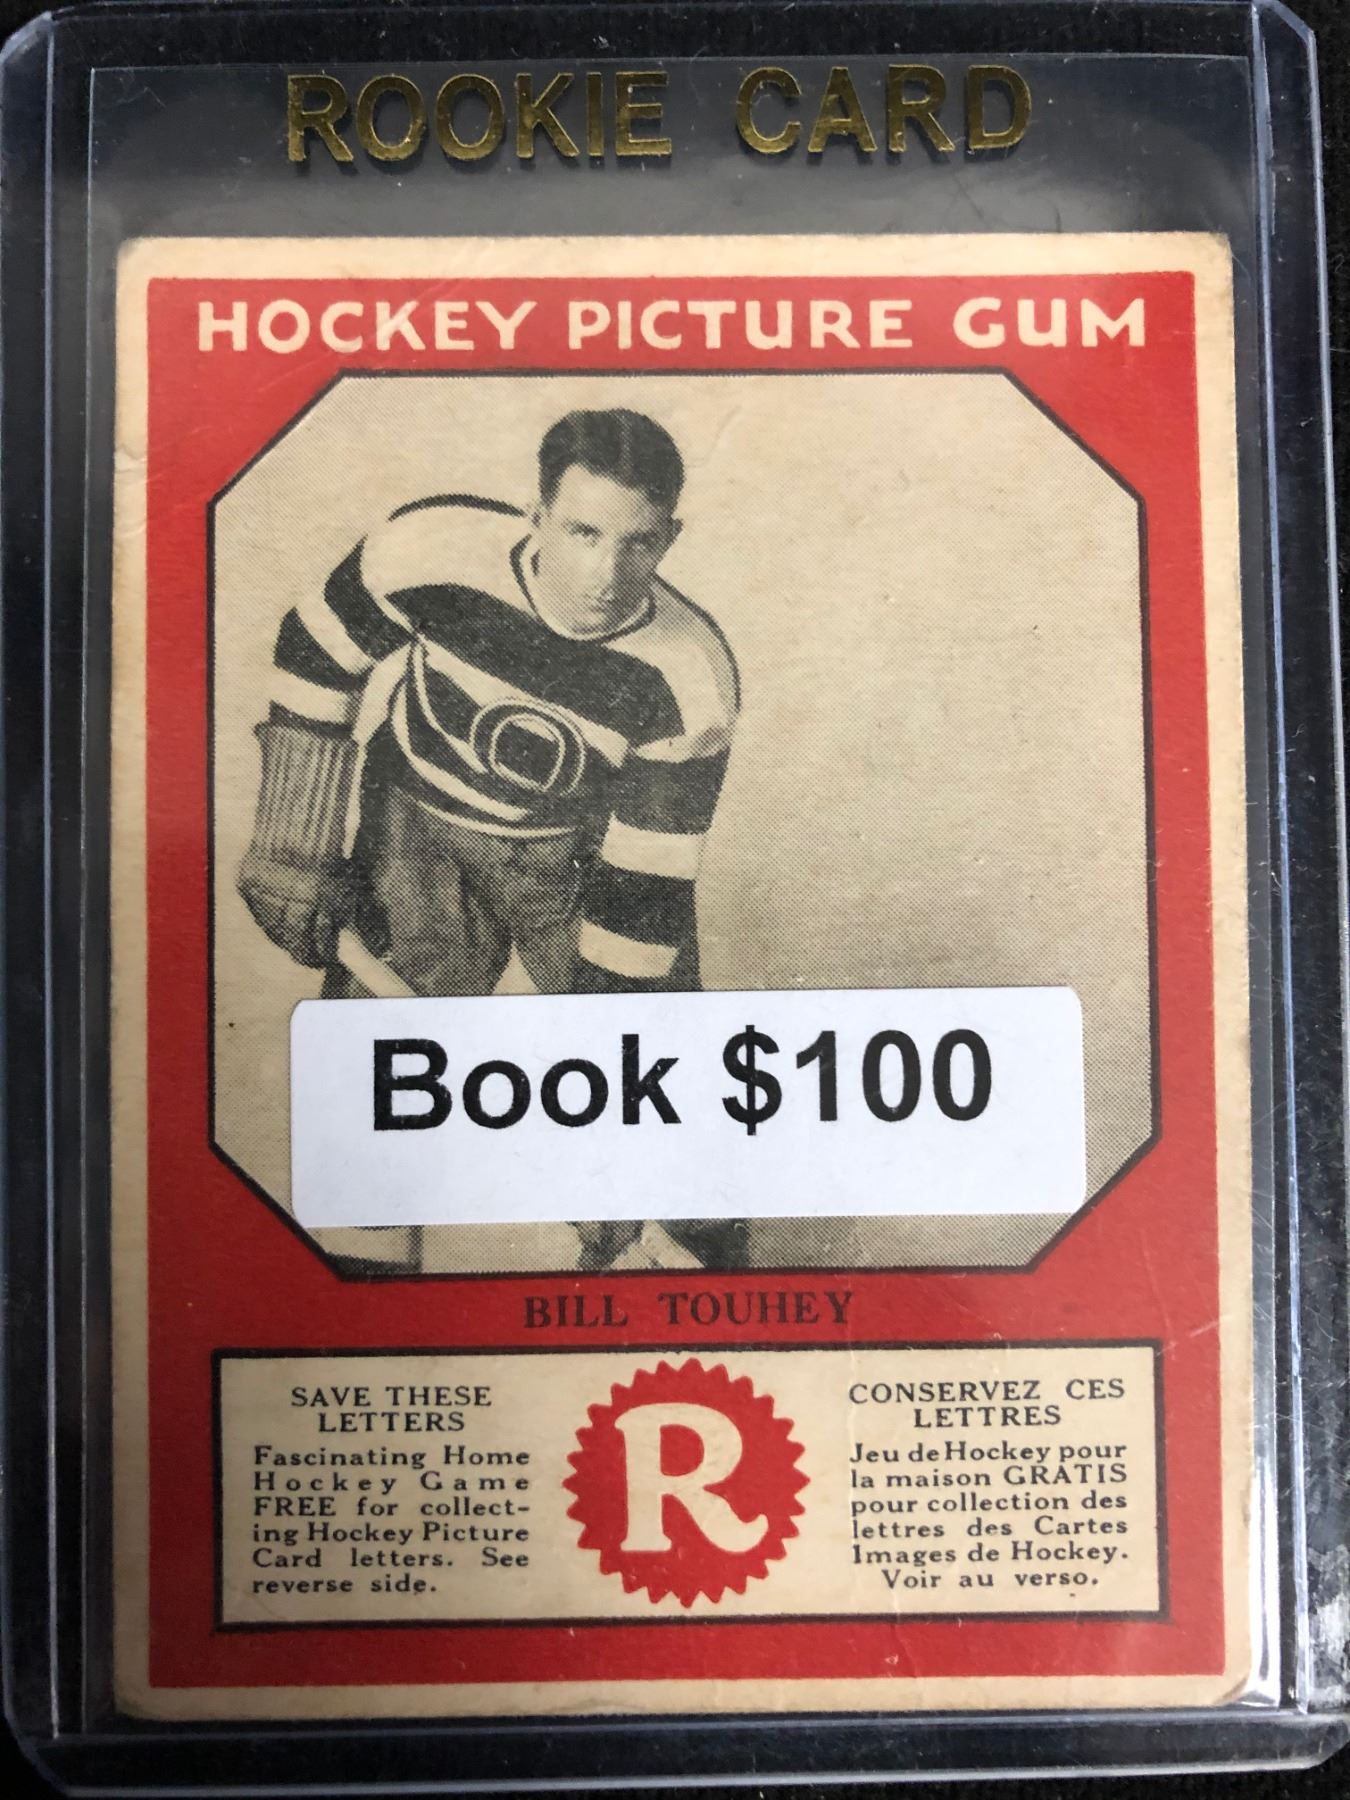 ROOKIE CARD
HOCKEY PICTURE GUM
O
Book $100
BILL TOUHEY
SAVE THESE
LETTERS
Fascinating Home
Hockey Game
FREE for collect-
ing Hockey Picture
Card letters. See
reverse side.
R
CONSERVEZ CES
LETTRES
Jeu de Hockey pour
la maison GRATIS
pour collection des
lettres des Cartes
Images de Hockey.
Voir au verso.